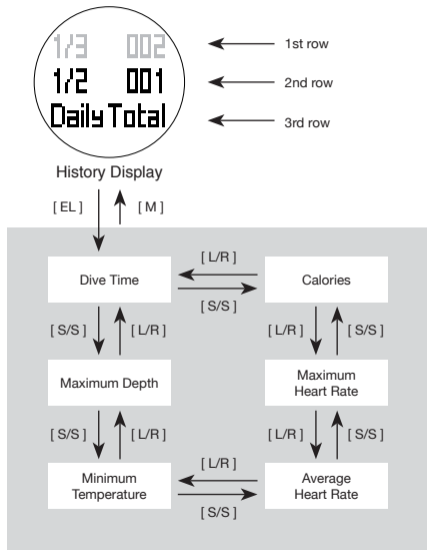 1/3 002
1st row
1/2 001
2nd row
Daily Total
3rd row
History Display
[ EL ]
[ M ]
[ L/R ]
Dive Time
Calories
[ S/S ]
[ S/S ]
[ L/R ]
[ L/R ]
[ S/S ]
Maximum Depth
Maximum
Heart Rate
[ S/S ]
[ L/R ]
[ L/R ]
[ S/S ]
[ L/R ]
Minimum
Temperature
Average
Heart Rate
[ S/S ]